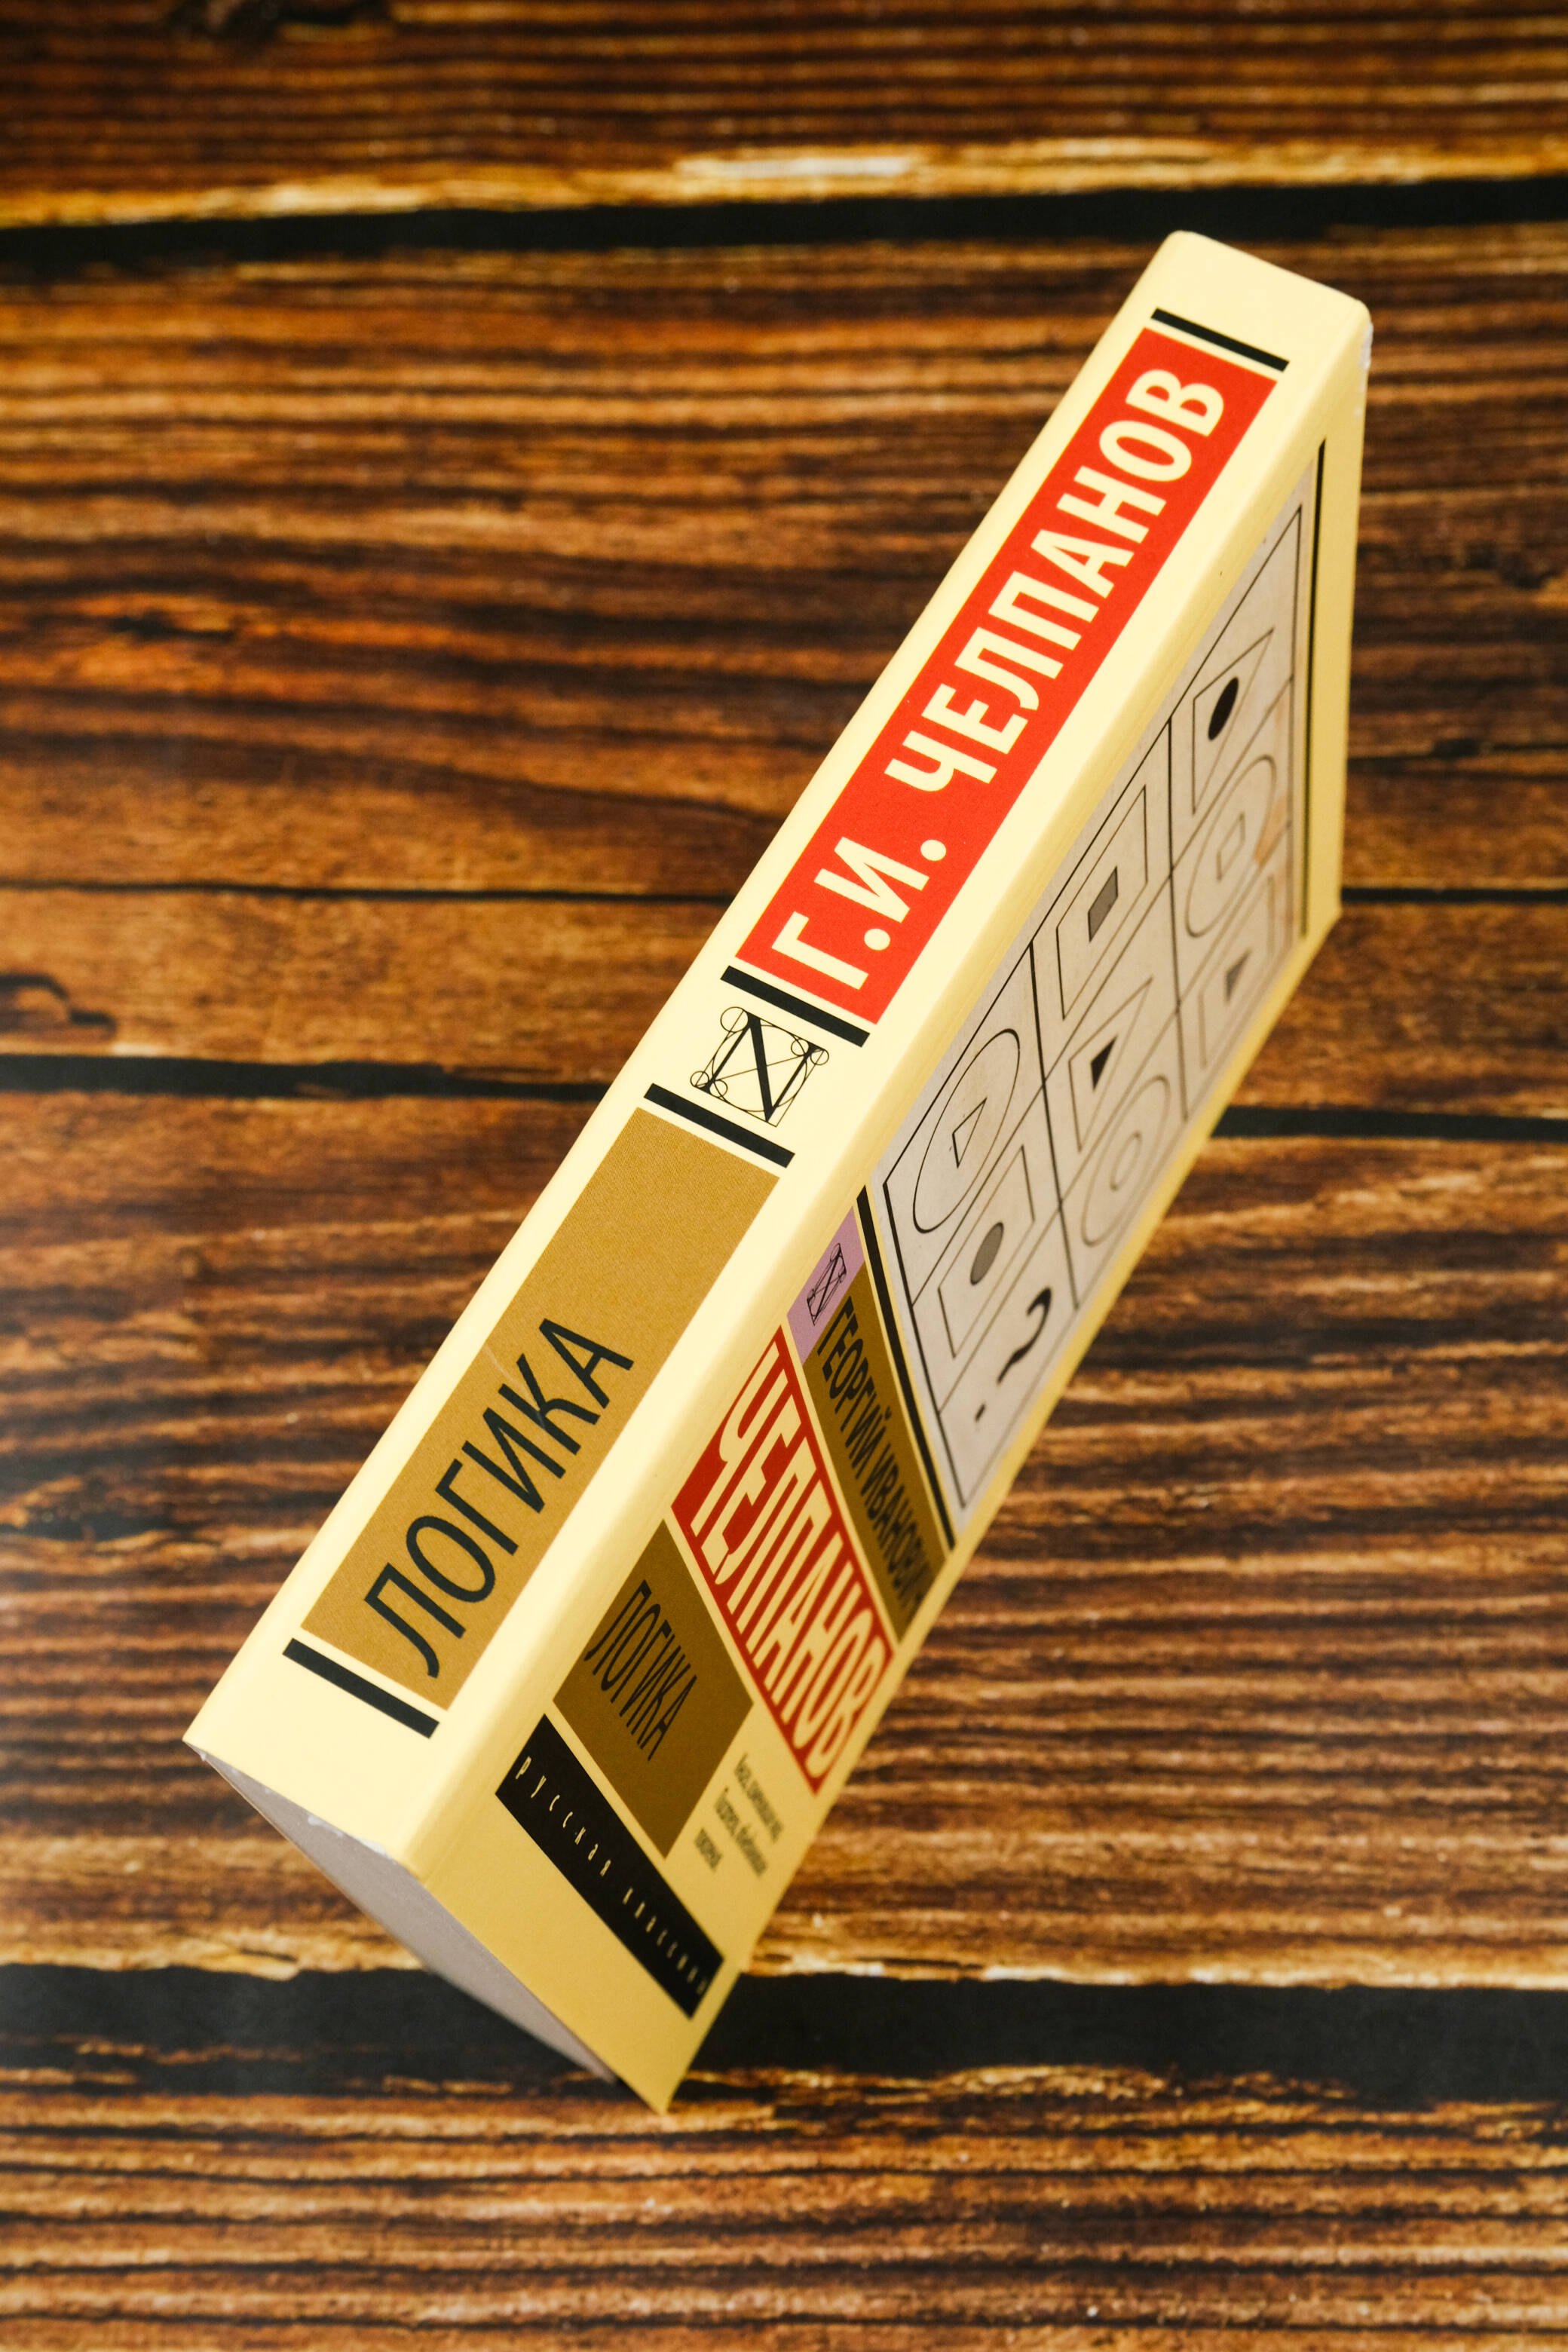 Г.И. ЧЕЛПАНОВ
N
ЛОГИКА
?
ГЕОРГИЙ ИВАНОВИЧ
ЧЕЛПАНОВ
ЛОГИКА
русская классика